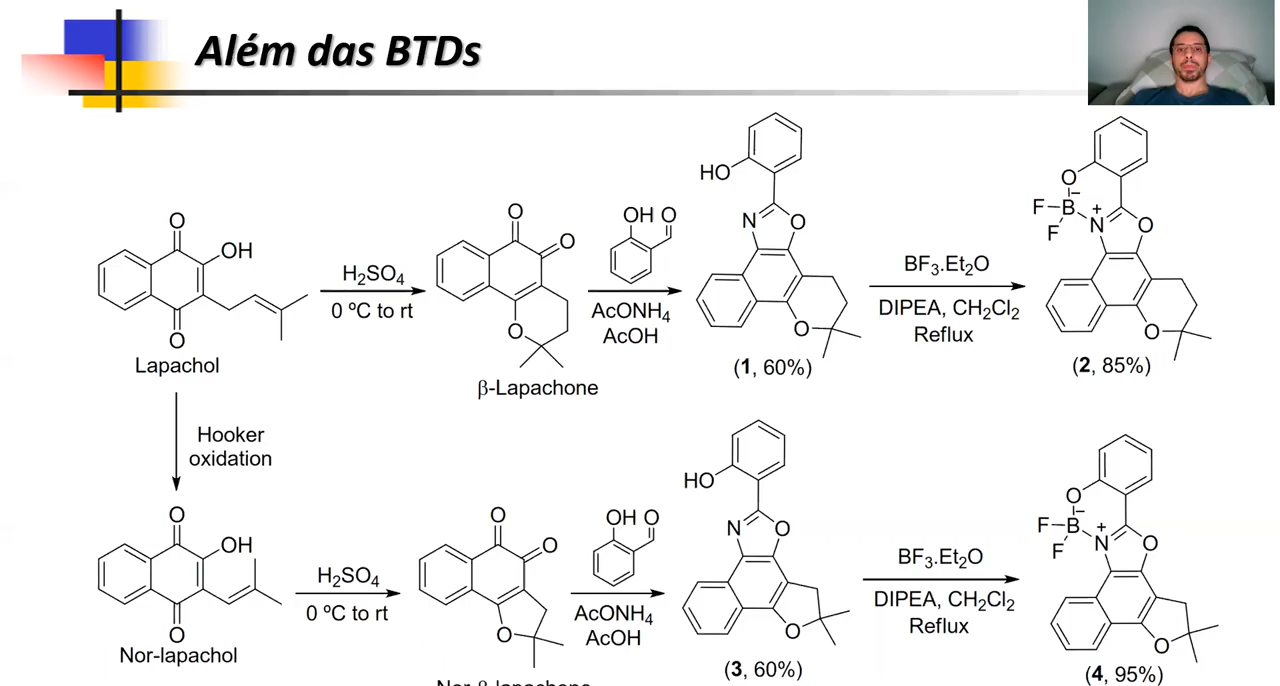 Além das BTDs
O
OH
O
Lapachol
H₂SO₄
0 ºC to rt
O
O
O
β-Lapachone
OH O
AcONH₄
AcOH
HO
N
O
O
(1, 60%)
BF₃.Et₂O
DIPEA, CH₂Cl₂
Reflux
O
F B −
F
N +
O
O
(2, 85%)
Hooker
oxidation
O
OH
O
Nor-lapachol
H₂SO₄
0 ºC to rt
O
O
O
Nor-β-lapachone
OH O
AcONH₄
AcOH
HO
N
O
O
(3, 60%)
BF₃.Et₂O
DIPEA, CH₂Cl₂
Reflux
O
F B −
F
N +
O
O
(4, 95%)